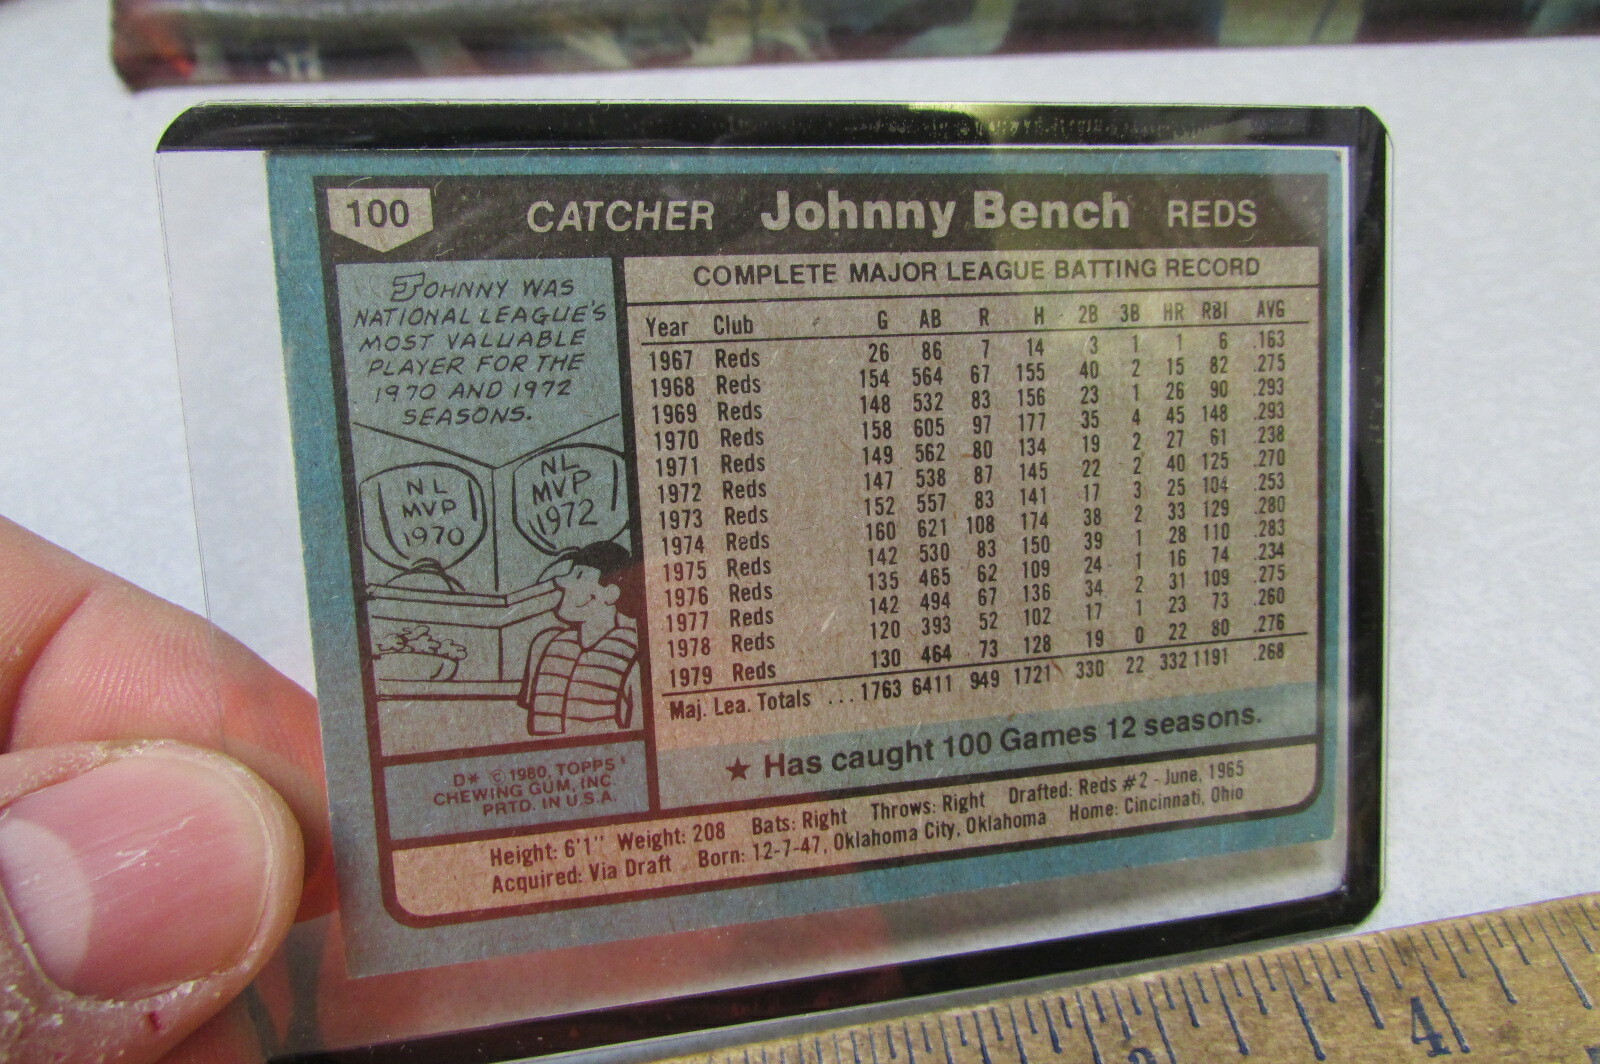 100 CATCHER Johnny Bench REDS
JOHNNY WAS
NATIONAL LEAGUE'S
MOST VALUABLE
PLAYER FOR THE
1970 AND 1972
SEASONS.
NL
MVP
1970
NL
MVP
1972
D* © 1980, TOPPS
CHEWING GUM, INC.
PRTD. IN U.S.A.
COMPLETE MAJOR LEAGUE BATTING RECORD
Year Club G AB R H 2B 3B HR RBI AVG
1967 Reds 26 86 7 14 3 1 1 6 .163
1968 Reds 154 564 67 155 40 2 15 82 .275
1969 Reds 148 532 83 156 23 1 26 90 .293
1970 Reds 158 605 97 177 35 4 45 148 .293
1971 Reds 149 562 80 134 19 2 27 61 .238
1972 Reds 147 538 87 145 22 2 40 125 .270
1973 Reds 152 557 83 141 17 3 25 104 .253
1974 Reds 160 621 108 174 38 2 33 129 .280
1975 Reds 142 530 83 150 39 1 28 110 .283
1976 Reds 135 465 62 109 24 1 16 74 .234
1977 Reds 142 494 67 136 34 2 31 109 .275
1978 Reds 120 393 52 102 17 1 23 73 .260
1979 Reds 130 464 73 128 19 0 22 80 .276
Maj. Lea. Totals ... 1763 6411 949 1721 330 22 332 1191 .268
★ Has caught 100 Games 12 seasons.
Height: 6'1" Weight: 208 Bats: Right Throws: Right Drafted: Reds #2 - June, 1965
Acquired: Via Draft Born: 12-7-47, Oklahoma City, Oklahoma Home: Cincinnati, Ohio
4